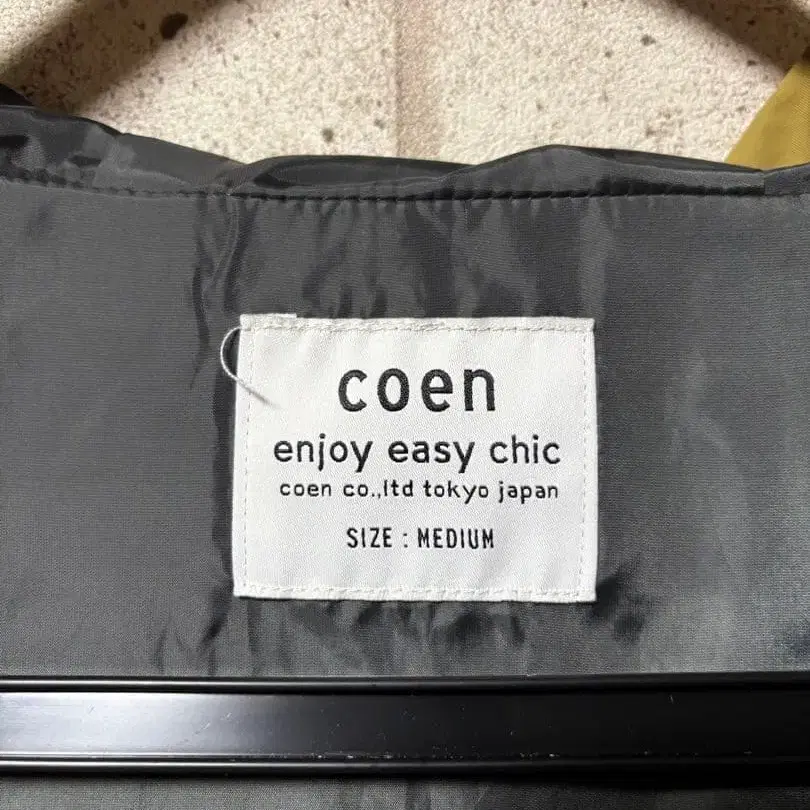 coen
enjoy easy chic
coen co.,ltd tokyo japan
SIZE : MEDIUM